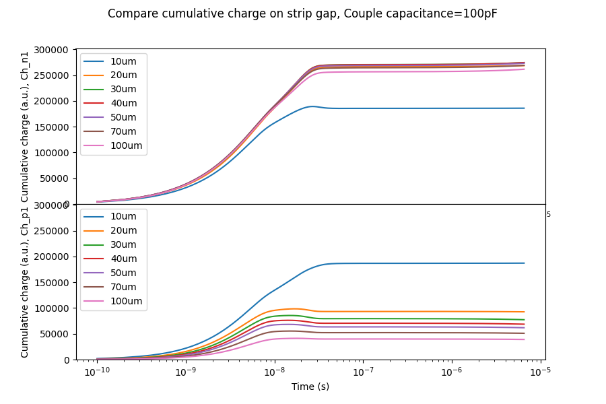 Compare cumulative charge on strip gap, Couple capacitance=100pF
Cumulative charge (a.u.), Ch_n1
300000
250000
200000
150000
100000
50000
0
10um
20um
30um
40um
50um
70um
100um
Cumulative charge (a.u.), Ch_p1
300000
250000
200000
150000
100000
50000
0
10um
20um
30um
40um
50um
70um
100um
10⁻¹⁰ 10⁻⁹ 10⁻⁸ 10⁻⁷ 10⁻⁶ 10⁻⁵
Time (s)